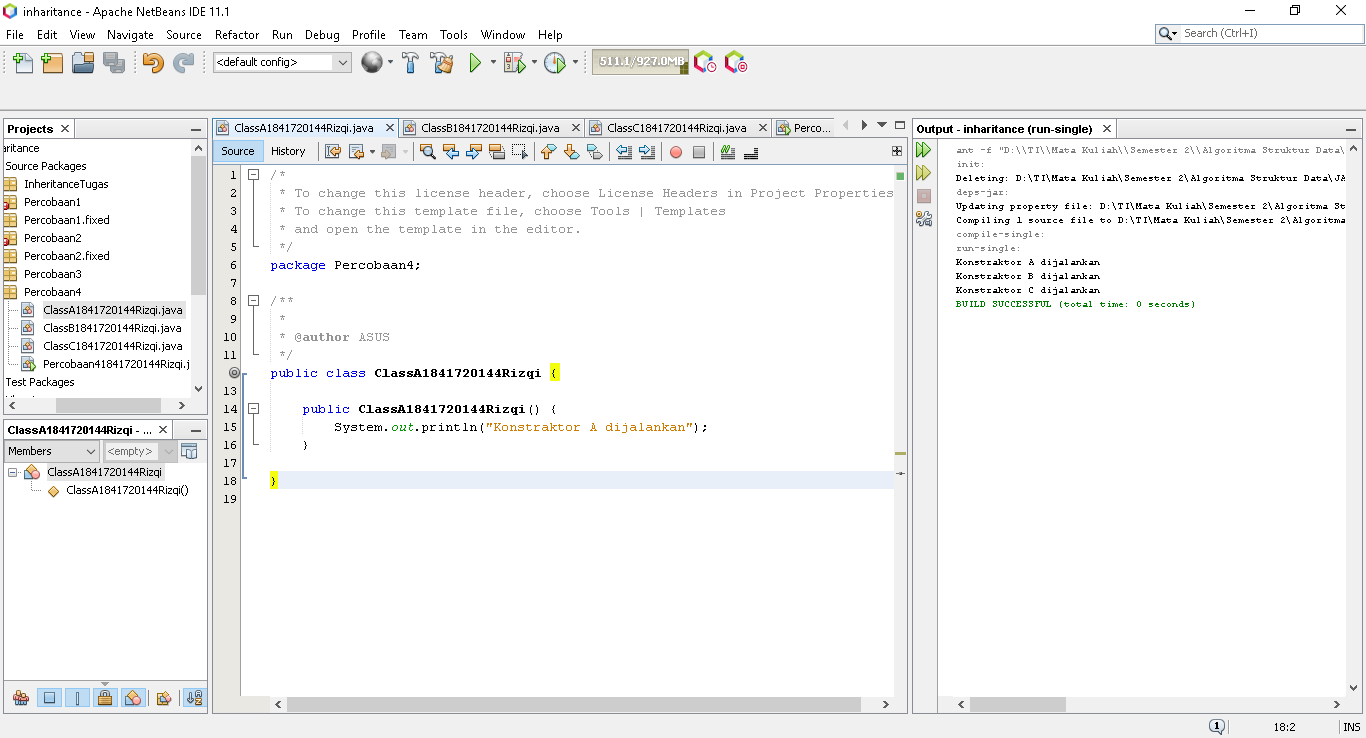 inharitance - Apache NetBeans IDE 11.1
File Edit View Navigate Source Refactor Run Debug Profile Team Tools Window Help
Search (Ctrl+I)
<default config>
511.1/927.0MB
Projects
ritance
Source Packages
InheritanceTugas
Percobaan1
Percobaan1.fixed
Percobaan2
Percobaan2.fixed
Percobaan3
Percobaan4
ClassA1841720144Rizqi.java
ClassB1841720144Rizqi.java
ClassC1841720144Rizqi.java
Percobaan41841720144Rizqi.j
Test Packages
ClassA1841720144Rizqi - ...
Members
<empty>
ClassA1841720144Rizqi
ClassA1841720144Rizqi()
ClassA1841720144Rizqi.java ClassB1841720144Rizqi.java ClassC1841720144Rizqi.java Perco...
Source History
1 /*
2 * To change this license header, choose License Headers in Project Properties
3 * To change this template file, choose Tools | Templates
4 * and open the template in the editor.
5 */
6 package Percobaan4;
7
8 /**
9 *
10 * @author ASUS
11 */
public class ClassA1841720144Rizqi {
13
14 public ClassA1841720144Rizqi() {
15 System.out.println("Konstraktor A dijalankan");
16 }
17
18 }
19
Output - inharitance (run-single)
ant -f "D:\\TI\\Mata Kuliah\\Semester 2\\Algoritma Struktur Data\
init:
Deleting: D:\TI\Mata Kuliah\Semester 2\Algoritma Struktur Data\JA
deps-jar:
Updating property file: D:\TI\Mata Kuliah\Semester 2\Algoritma St
Compiling 1 source file to D:\TI\Mata Kuliah\Semester 2\Algoritma
compile-single:
run-single:
Konstraktor A dijalankan
Konstraktor B dijalankan
Konstraktor C dijalankan
BUILD SUCCESSFUL (total time: 0 seconds)
1
18:2
INS